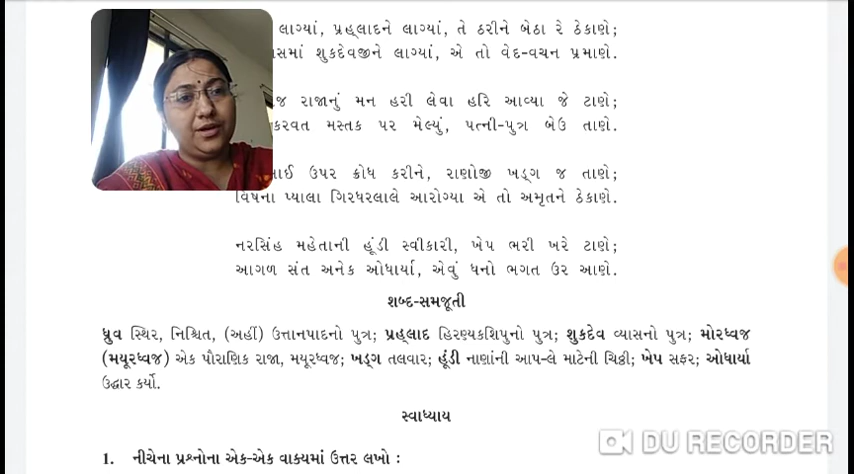 લાગ્યાં, પ્રહ્લાદને લાગ્યાં, તે ઠરીને બેઠા રે ઠેકાણે;
શુકદેવજીને લાગ્યાં, એ તો વેદ-વચન પ્રમાણે.
રાજાનું મન હરી લેવા હરિ આવ્યા જે ટાણે;
કરવત મસ્તક પર મેલ્યું, પત્ની-પુત્ર બેઉ તાણે.
ઉપર ક્રોધ કરીને, રાણોજી ખડ્ગ જ તાણે;
વિષના પ્યાલા ગિરધરલાલે આરોગ્યા એ તો અમૃતને ઠેકાણે.
નરસિંહ મહેતાની હૂંડી સ્વીકારી, ખેપ ભરી ખરે ટાણે;
આગળ સંત અનેક ઓધાર્યા, એવું ધનો ભગત ઉર આણે.
શબ્દ-સમજૂતી
ધ્રુવ સ્થિર, નિશ્ચિત, (અહીં) ઉત્તાનપાદનો પુત્ર; પ્રહ્લાદ હિરણ્યકશિપુનો પુત્ર; શુકદેવ વ્યાસનો પુત્ર; મોરધ્વજ
(મયૂરધ્વજ) એક પૌરાણિક રાજા, મયૂરધ્વજ; ખડ્ગ તલવાર; હૂંડી નાણાંની આપ-લે માટેની ચિઠ્ઠી; ખેપ સફર; ઓધાર્યા
ઉદ્ધાર કર્યો.
સ્વાધ્યાય
1. નીચેના પ્રશ્નોના એક-એક વાક્યમાં ઉત્તર લખો :
DU RECORDER